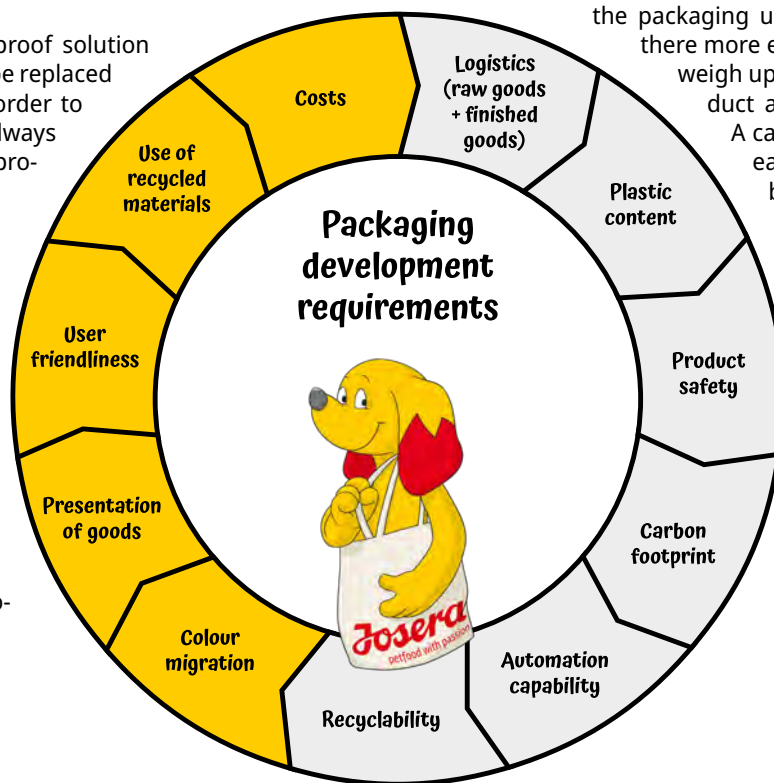 the packaging u
proof solution
there more e
be replaced
weigh up
order to
duct a
lways
A ca
pro-
ea
b
Costs
Logistics
(raw goods
+ finished
goods)
Plastic
content
Product
safety
Carbon
footprint
Automation
capability
Recyclability
Colour
migration
Presentation
of goods
User
friendliness
Use of
recycled
materials
Packaging
development
requirements
Josera
petfood with passion
o-